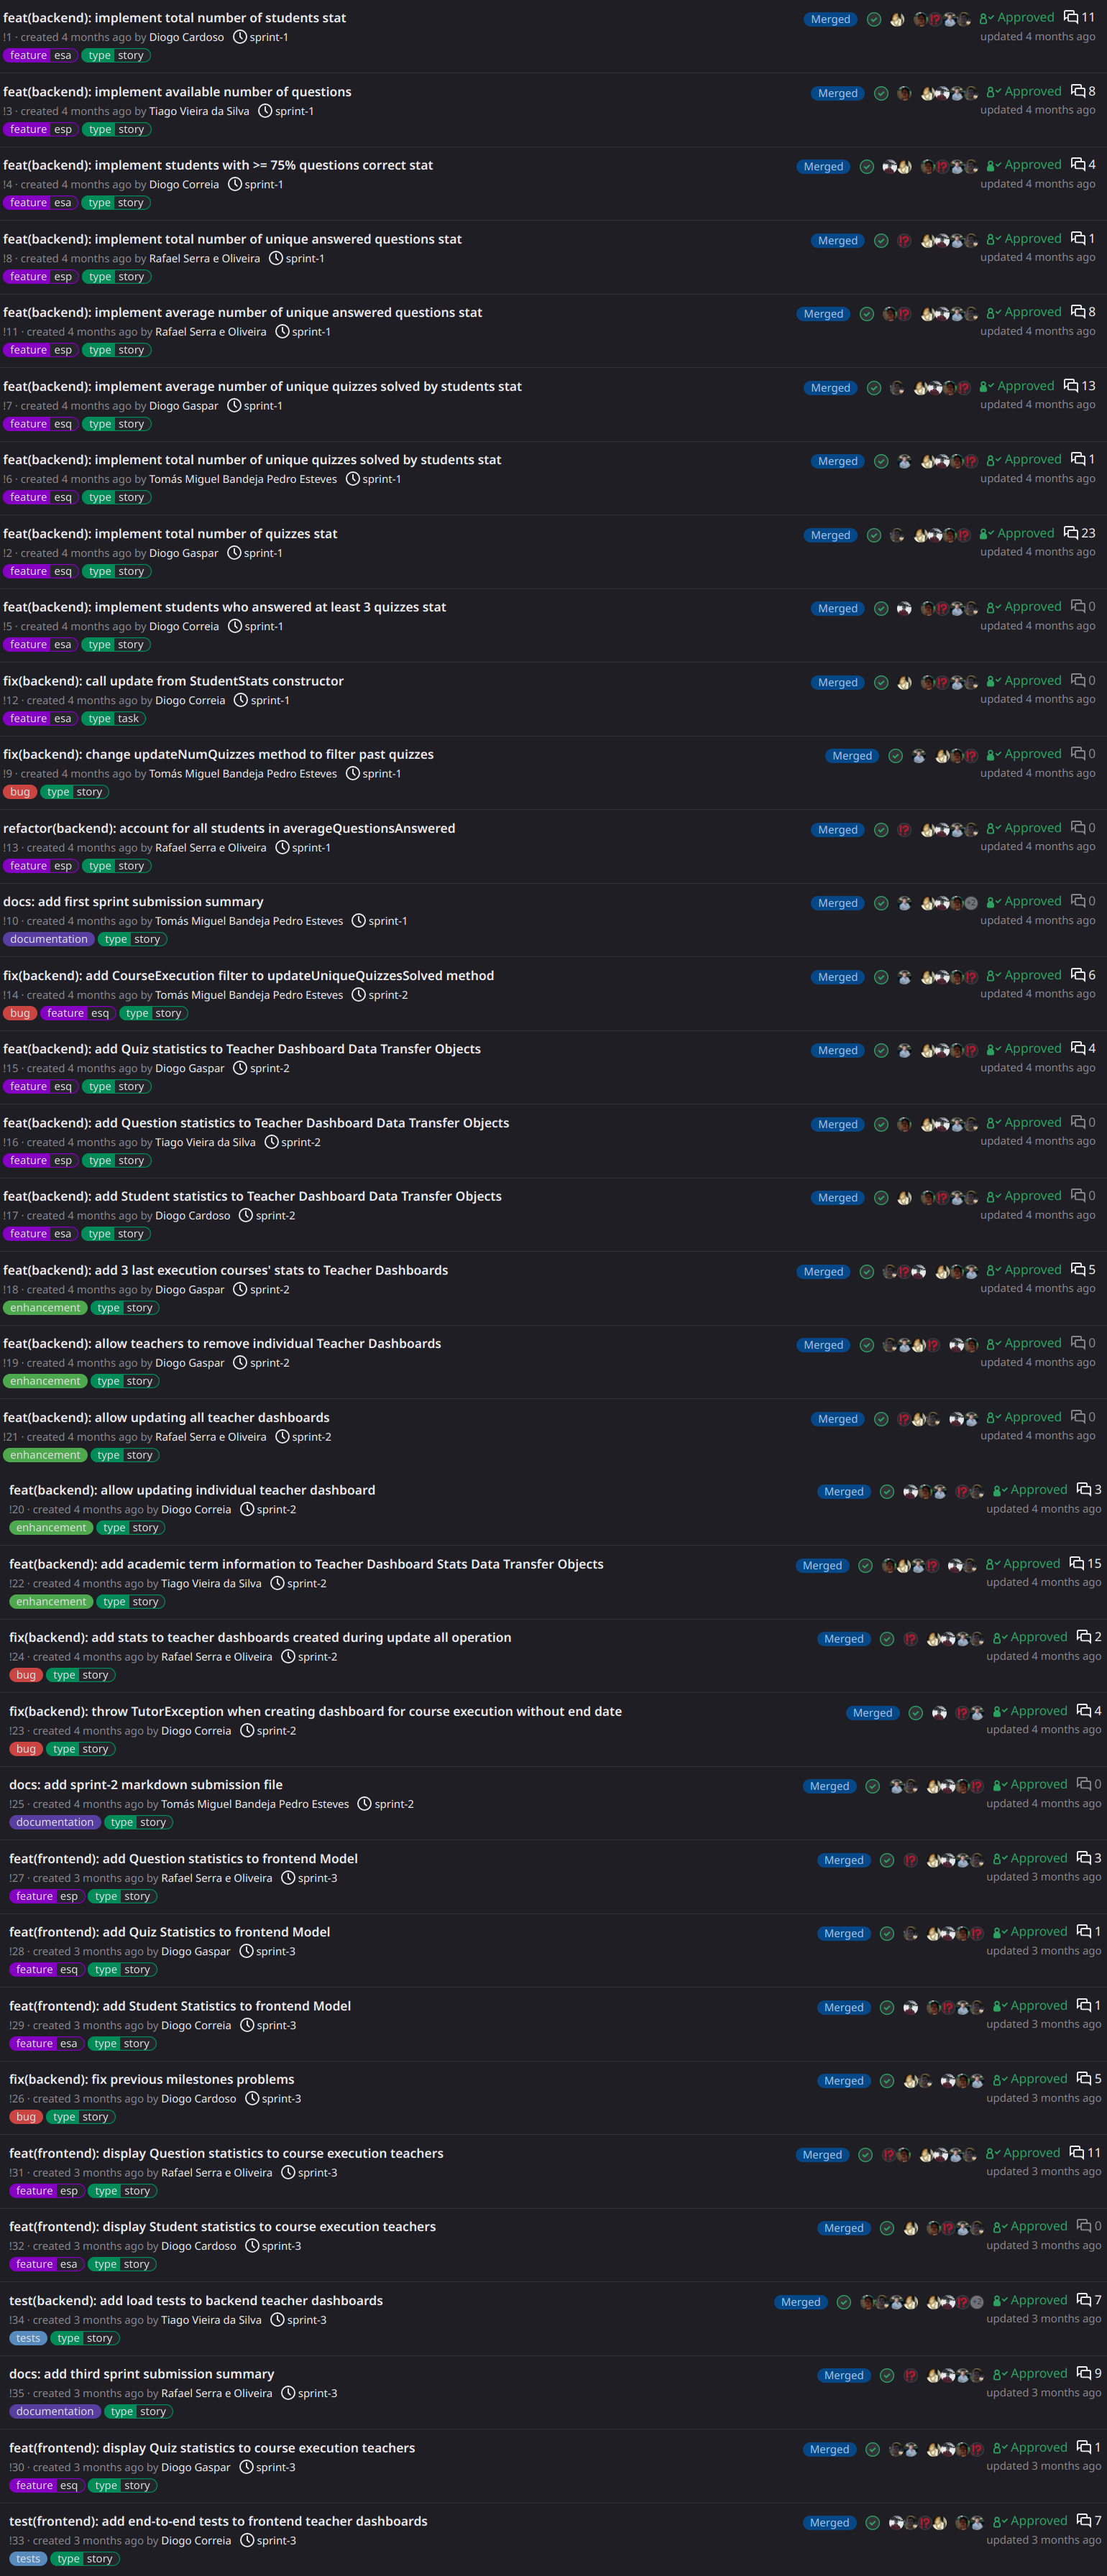 feat(backend): implement total number of students stat Merged Approved 11
!1 · created 4 months ago by Diogo Cardoso sprint-1 updated 4 months ago
feature esa type story
feat(backend): implement available number of questions Merged Approved 8
!3 · created 4 months ago by Tiago Vieira da Silva sprint-1 updated 4 months ago
feature esp type story
feat(backend): implement students with >= 75% questions correct stat Merged Approved 4
!4 · created 4 months ago by Diogo Correia sprint-1 updated 4 months ago
feature esa type story
feat(backend): implement total number of unique answered questions stat Merged Approved 1
!8 · created 4 months ago by Rafael Serra e Oliveira sprint-1 updated 4 months ago
feature esp type story
feat(backend): implement average number of unique answered questions stat Merged Approved 8
!11 · created 4 months ago by Rafael Serra e Oliveira sprint-1 updated 4 months ago
feature esp type story
feat(backend): implement average number of unique quizzes solved by students stat Merged Approved 13
!7 · created 4 months ago by Diogo Gaspar sprint-1 updated 4 months ago
feature esq type story
feat(backend): implement total number of unique quizzes solved by students stat Merged Approved 1
!6 · created 4 months ago by Tomás Miguel Bandeja Pedro Esteves sprint-1 updated 4 months ago
feature esq type story
feat(backend): implement total number of quizzes stat Merged Approved 23
!2 · created 4 months ago by Diogo Gaspar sprint-1 updated 4 months ago
feature esq type story
feat(backend): implement students who answered at least 3 quizzes stat Merged Approved 0
!5 · created 4 months ago by Diogo Correia sprint-1 updated 4 months ago
feature esa type story
fix(backend): call update from StudentStats constructor Merged Approved 0
!12 · created 4 months ago by Diogo Correia sprint-1 updated 4 months ago
feature esa type task
fix(backend): change updateNumQuizzes method to filter past quizzes Merged Approved 0
!9 · created 4 months ago by Tomás Miguel Bandeja Pedro Esteves sprint-1 updated 4 months ago
bug type story
refactor(backend): account for all students in averageQuestionsAnswered Merged Approved 0
!13 · created 4 months ago by Rafael Serra e Oliveira sprint-1 updated 4 months ago
feature esp type story
docs: add first sprint submission summary Merged Approved 0
!10 · created 4 months ago by Tomás Miguel Bandeja Pedro Esteves sprint-1 updated 4 months ago
documentation type story
fix(backend): add CourseExecution filter to updateUniqueQuizzesSolved method Merged Approved 6
!14 · created 4 months ago by Tomás Miguel Bandeja Pedro Esteves sprint-2 updated 4 months ago
bug feature esq type story
feat(backend): add Quiz statistics to Teacher Dashboard Data Transfer Objects Merged Approved 4
!15 · created 4 months ago by Diogo Gaspar sprint-2 updated 4 months ago
feature esq type story
feat(backend): add Question statistics to Teacher Dashboard Data Transfer Objects Merged Approved 0
!16 · created 4 months ago by Tiago Vieira da Silva sprint-2 updated 4 months ago
feature esp type story
feat(backend): add Student statistics to Teacher Dashboard Data Transfer Objects Merged Approved 0
!17 · created 4 months ago by Diogo Cardoso sprint-2 updated 4 months ago
feature esa type story
feat(backend): add 3 last execution courses' stats to Teacher Dashboards Merged Approved 5
!18 · created 4 months ago by Diogo Gaspar sprint-2 updated 4 months ago
enhancement type story
feat(backend): allow teachers to remove individual Teacher Dashboards Merged Approved 0
!19 · created 4 months ago by Diogo Gaspar sprint-2 updated 4 months ago
enhancement type story
feat(backend): allow updating all teacher dashboards Merged Approved 0
!21 · created 4 months ago by Rafael Serra e Oliveira sprint-2 updated 4 months ago
enhancement type story
feat(backend): allow updating individual teacher dashboard Merged Approved 3
!20 · created 4 months ago by Diogo Correia sprint-2 updated 4 months ago
enhancement type story
feat(backend): add academic term information to Teacher Dashboard Stats Data Transfer Objects Merged Approved 15
!22 · created 4 months ago by Tiago Vieira da Silva sprint-2 updated 4 months ago
enhancement type story
fix(backend): add stats to teacher dashboards created during update all operation Merged Approved 2
!24 · created 4 months ago by Rafael Serra e Oliveira sprint-2 updated 4 months ago
bug type story
fix(backend): throw TutorException when creating dashboard for course execution without end date Merged Approved 4
!23 · created 4 months ago by Diogo Correia sprint-2 updated 4 months ago
bug type story
docs: add sprint-2 markdown submission file Merged Approved 0
!25 · created 4 months ago by Tomás Miguel Bandeja Pedro Esteves sprint-2 updated 4 months ago
documentation type story
feat(frontend): add Question statistics to frontend Model Merged Approved 3
!27 · created 3 months ago by Rafael Serra e Oliveira sprint-3 updated 3 months ago
feature esp type story
feat(frontend): add Quiz Statistics to frontend Model Merged Approved 1
!28 · created 3 months ago by Diogo Gaspar sprint-3 updated 3 months ago
feature esq type story
feat(frontend): add Student Statistics to frontend Model Merged Approved 1
!29 · created 3 months ago by Diogo Correia sprint-3 updated 3 months ago
feature esa type story
fix(backend): fix previous milestones problems Merged Approved 5
!26 · created 3 months ago by Diogo Cardoso sprint-3 updated 3 months ago
bug type story
feat(frontend): display Question statistics to course execution teachers Merged Approved 11
!31 · created 3 months ago by Rafael Serra e Oliveira sprint-3 updated 3 months ago
feature esp type story
feat(frontend): display Student statistics to course execution teachers Merged Approved 0
!32 · created 3 months ago by Diogo Cardoso sprint-3 updated 3 months ago
feature esa type story
test(backend): add load tests to backend teacher dashboards Merged Approved 7
!34 · created 3 months ago by Tiago Vieira da Silva sprint-3 updated 3 months ago
tests type story
docs: add third sprint submission summary Merged Approved 9
!35 · created 3 months ago by Rafael Serra e Oliveira sprint-3 updated 3 months ago
documentation type story
feat(frontend): display Quiz statistics to course execution teachers Merged Approved 1
!30 · created 3 months ago by Diogo Gaspar sprint-3 updated 3 months ago
feature esq type story
test(frontend): add end-to-end tests to frontend teacher dashboards Merged Approved 7
!33 · created 3 months ago by Diogo Correia sprint-3 updated 3 months ago
tests type story